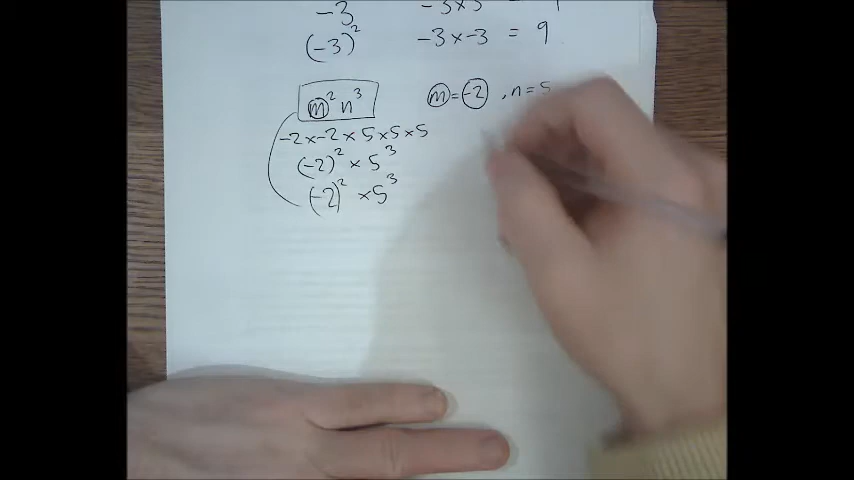 -3
(-3)² -3×-3 = 9
m²n³ m=-2, n=5
-2×-2×5×5×5
(-2)²×5³
(-2)²×5³